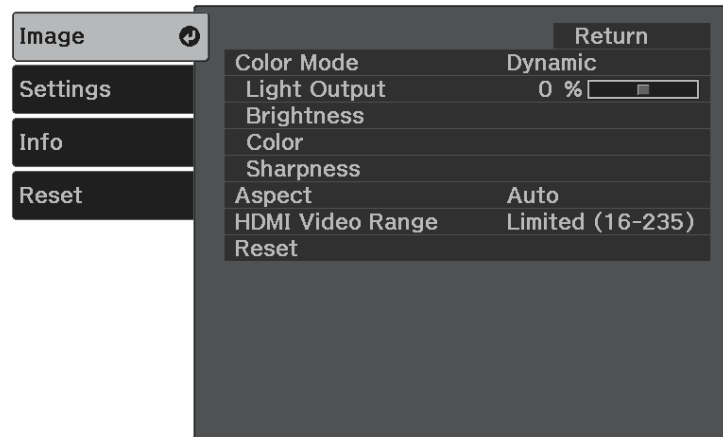 Image
Settings
Info
Reset
Return
Color Mode Dynamic
Light Output 0 %
Brightness
Color
Sharpness
Aspect Auto
HDMI Video Range Limited (16-235)
Reset